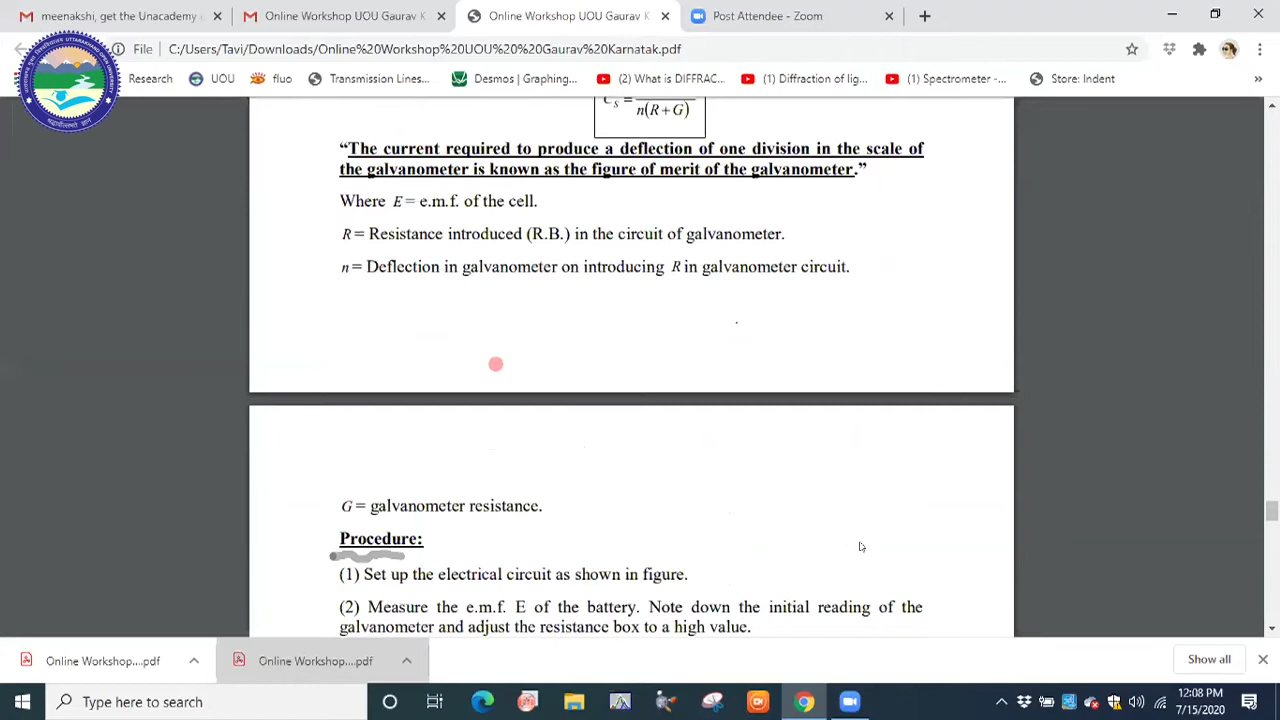 meenakshi, get the Unacademy
Online Workshop UOU Gaurav K
Online Workshop UOU Gaurav K
Post Attendee - Zoom
File
C:/Users/Tavi/Downloads/Online%20Workshop%20UOU%20%20Gaurav%20Karnatak.pdf
Research
UOU
fluo
Transmission Lines...
Desmos | Graphing...
(2) What is DIFFRAC...
(1) Diffraction of lig...
(1) Spectrometer -...
Store: Indent
»
n(R+G)
“The current required to produce a deflection of one division in the scale of
the galvanometer is known as the figure of merit of the galvanometer.”
Where E = e.m.f. of the cell.
R = Resistance introduced (R.B.) in the circuit of galvanometer.
n = Deflection in galvanometer on introducing R in galvanometer circuit.
G = galvanometer resistance.
Procedure:
(1) Set up the electrical circuit as shown in figure.
(2) Measure the e.m.f. E of the battery. Note down the initial reading of the
galvanometer and adjust the resistance box to a high value.
Online Workshop....pdf
Online Workshop....pdf
Show all
Type here to search
12:08 PM
7/15/2020